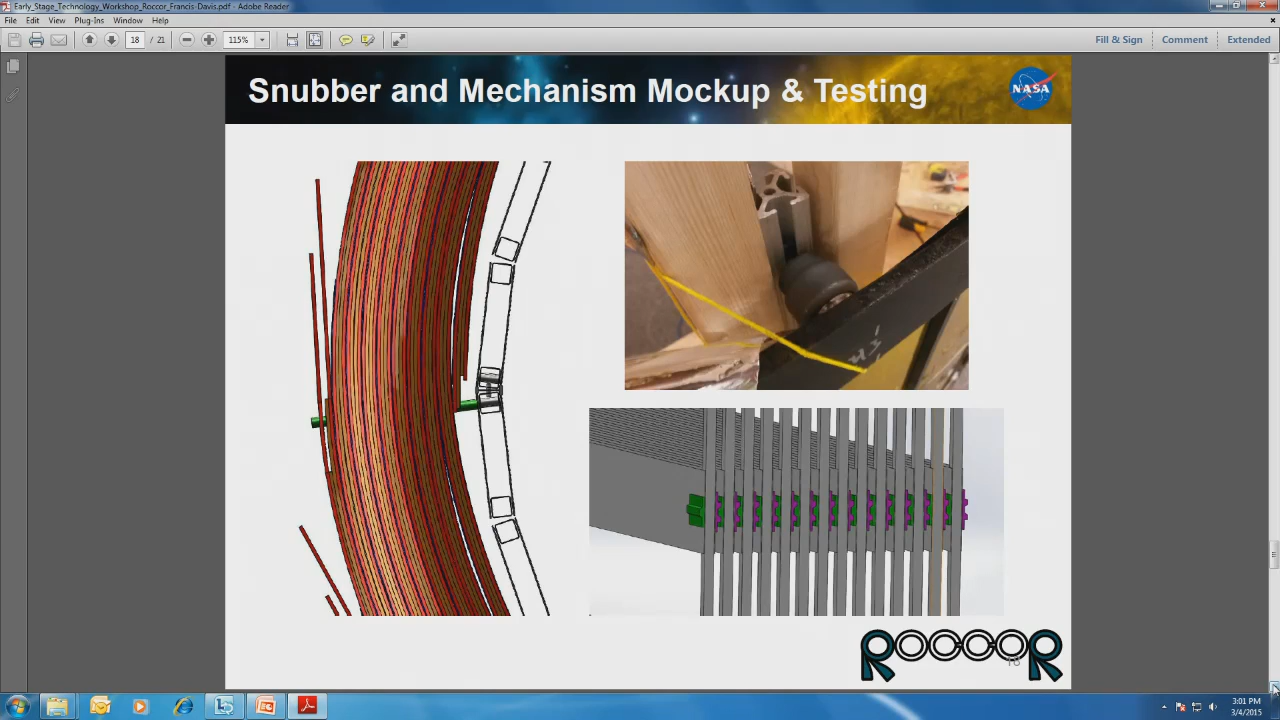 Early_Stage_Technology_Workshop_Roccor_Francis-Davis.pdf - Adobe Reader
File Edit View Plug-Ins Window Help
18 / 21 115% Fill & Sign Comment Extended
Snubber and Mechanism Mockup & Testing
NASA
ROCCOR
18
3:01 PM
3/4/2015